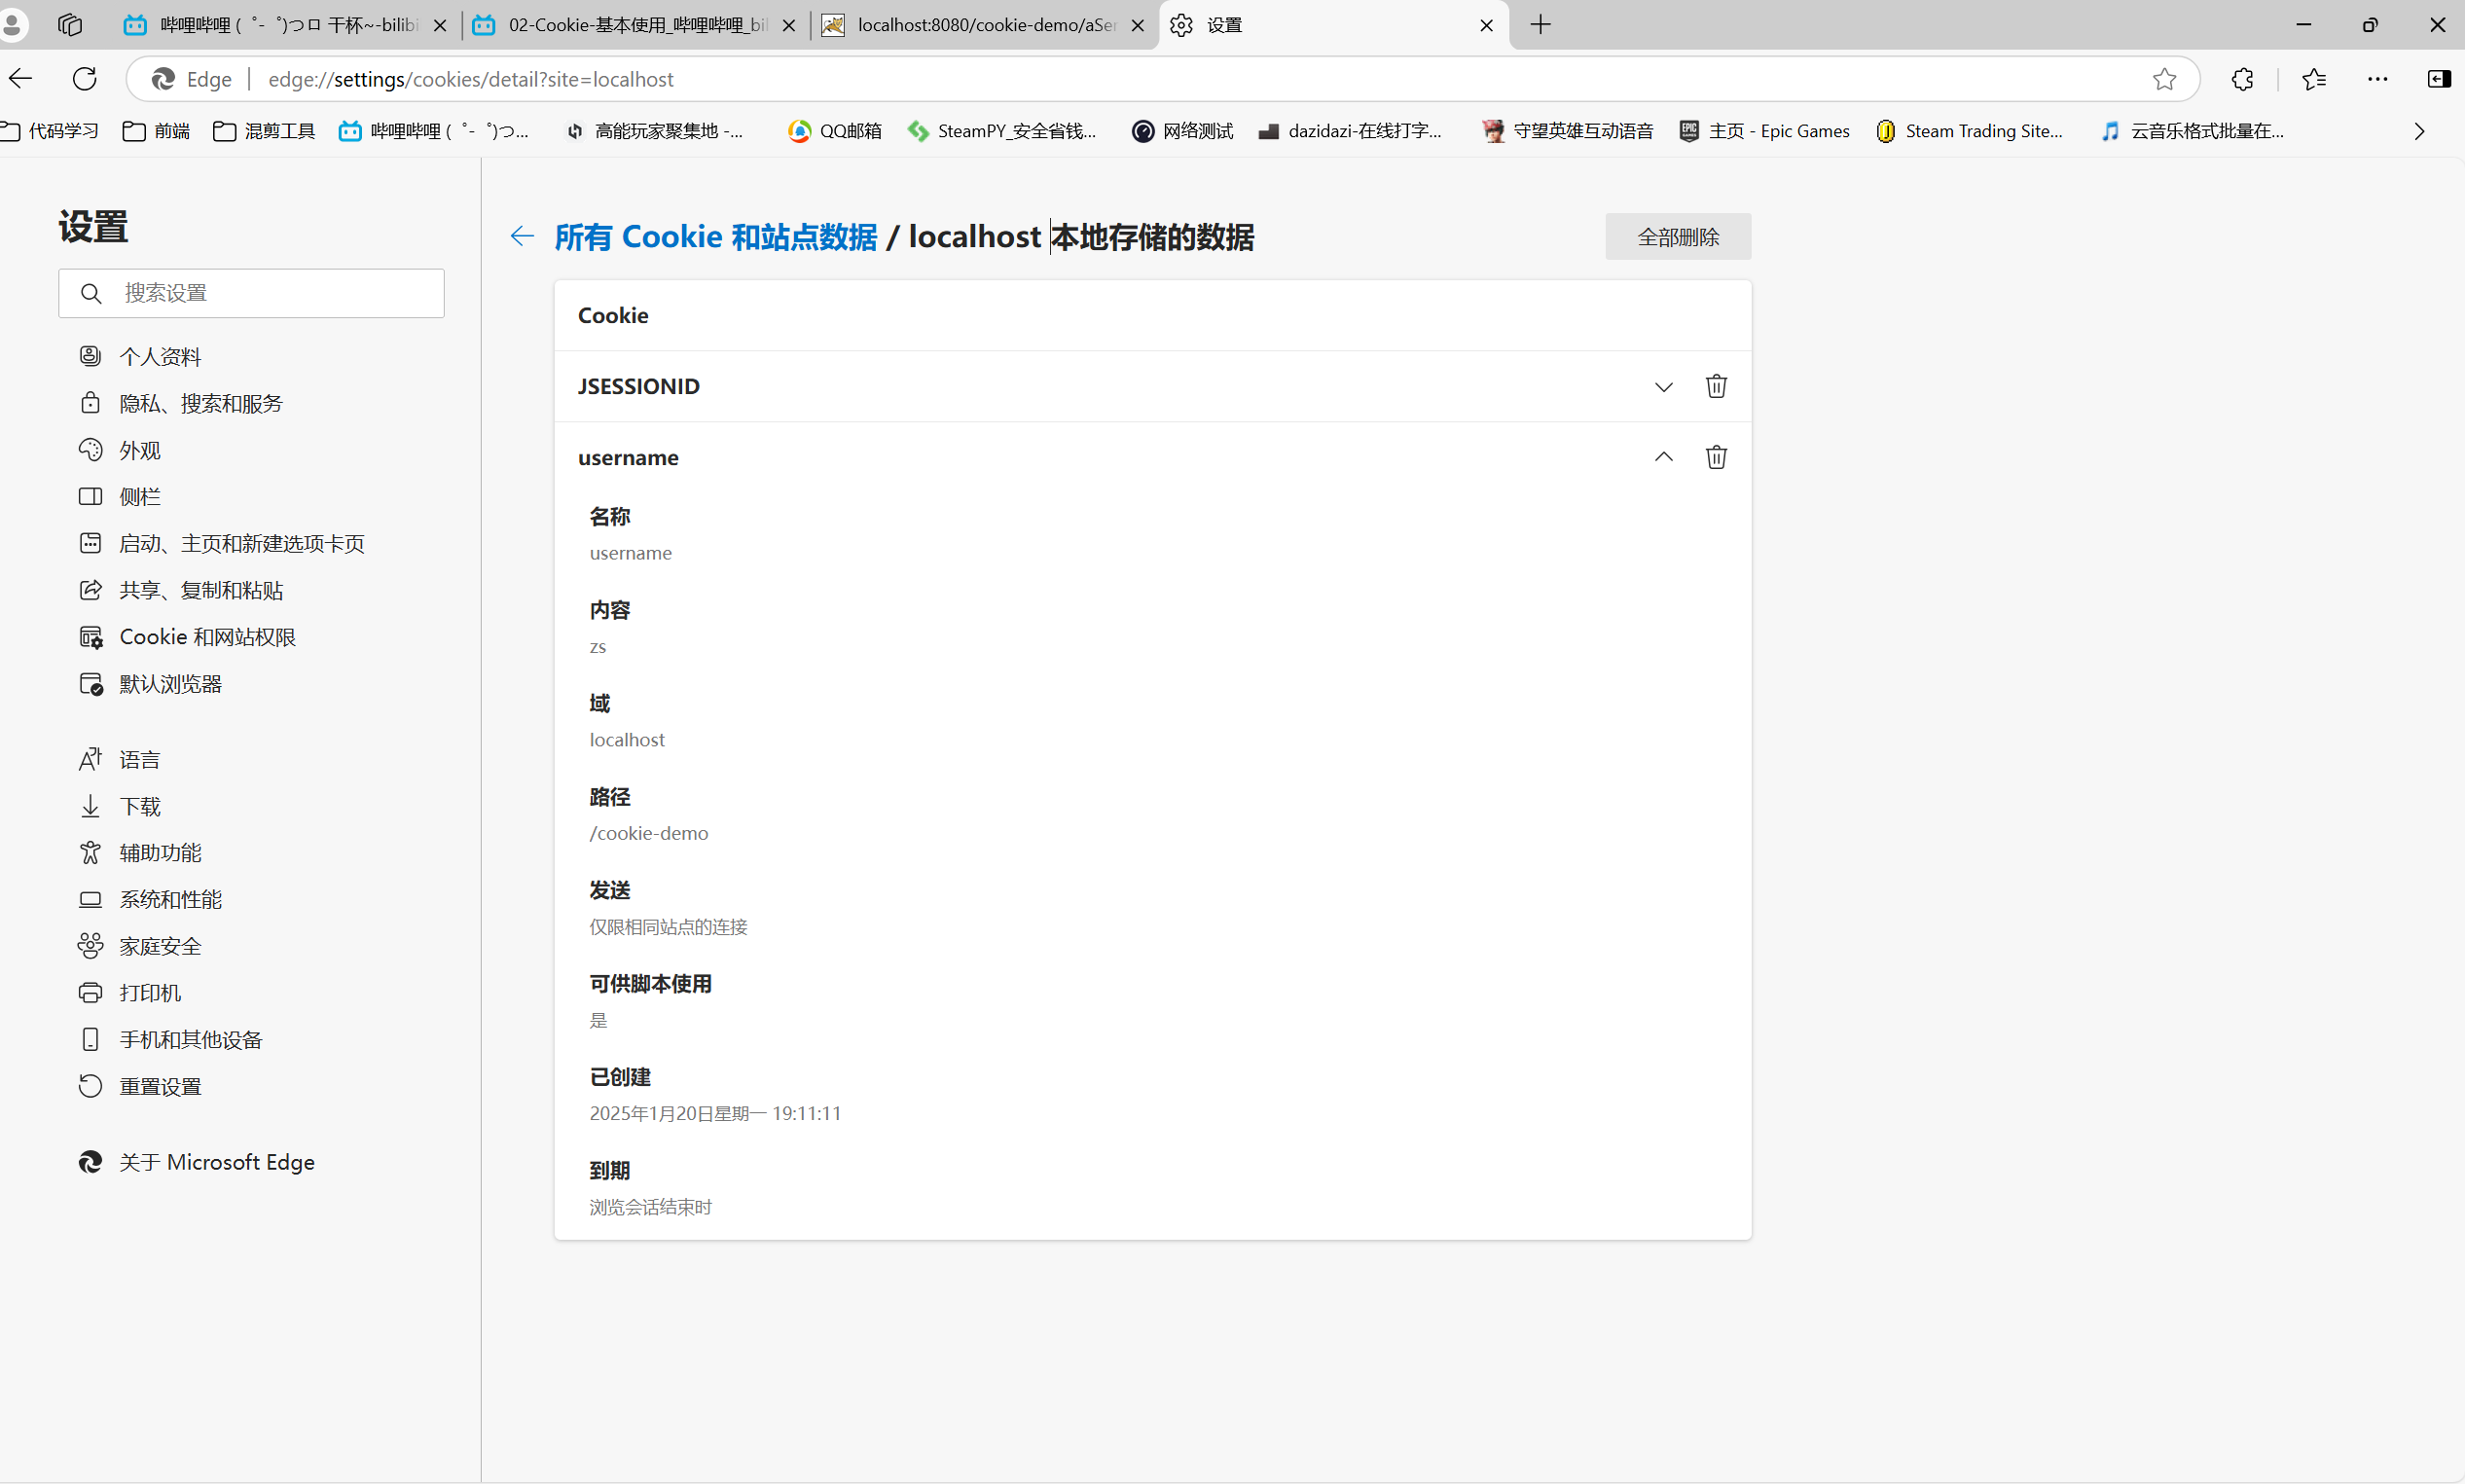 哔哩哔哩 (゜-゜)つロ 干杯~-bilibi
02-Cookie-基本使用_哔哩哔哩_bil
localhost:8080/cookie-demo/aSer
设置
Edge
edge://settings/cookies/detail?site=localhost
代码学习
前端
混剪工具
哔哩哔哩 (゜-゜)つ...
高能玩家聚集地 -...
QQ邮箱
SteamPY_安全省钱...
网络测试
dazidazi-在线打字...
守望英雄互动语音
主页 - Epic Games
Steam Trading Site...
云音乐格式批量在...
设置
搜索设置
个人资料
隐私、搜索和服务
外观
侧栏
启动、主页和新建选项卡页
共享、复制和粘贴
Cookie 和网站权限
默认浏览器
语言
下载
辅助功能
系统和性能
家庭安全
打印机
手机和其他设备
重置设置
关于 Microsoft Edge
所有 Cookie 和站点数据 / localhost 本地存储的数据
全部删除
Cookie
JSESSIONID
username
名称
username
内容
zs
域
localhost
路径
/cookie-demo
发送
仅限相同站点的连接
可供脚本使用
是
已创建
2025年1月20日星期一 19:11:11
到期
浏览会话结束时